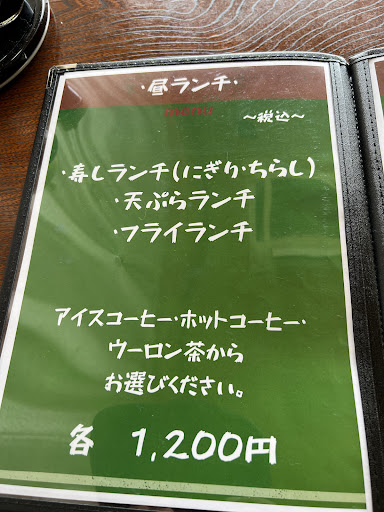 ・昼ランチ・
～税込～
・寿しランチ(にぎり・ちらし)
・天ぷらランチ
・フライランチ
アイスコーヒー・ホットコーヒー・
ウーロン茶から
お選びください。
各 1,200円